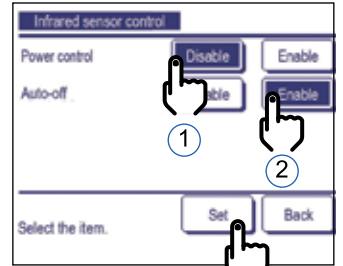 Infrared sensor control
Power control Disable Enable
Auto-off Enable
1
2
Select the item. Set Back